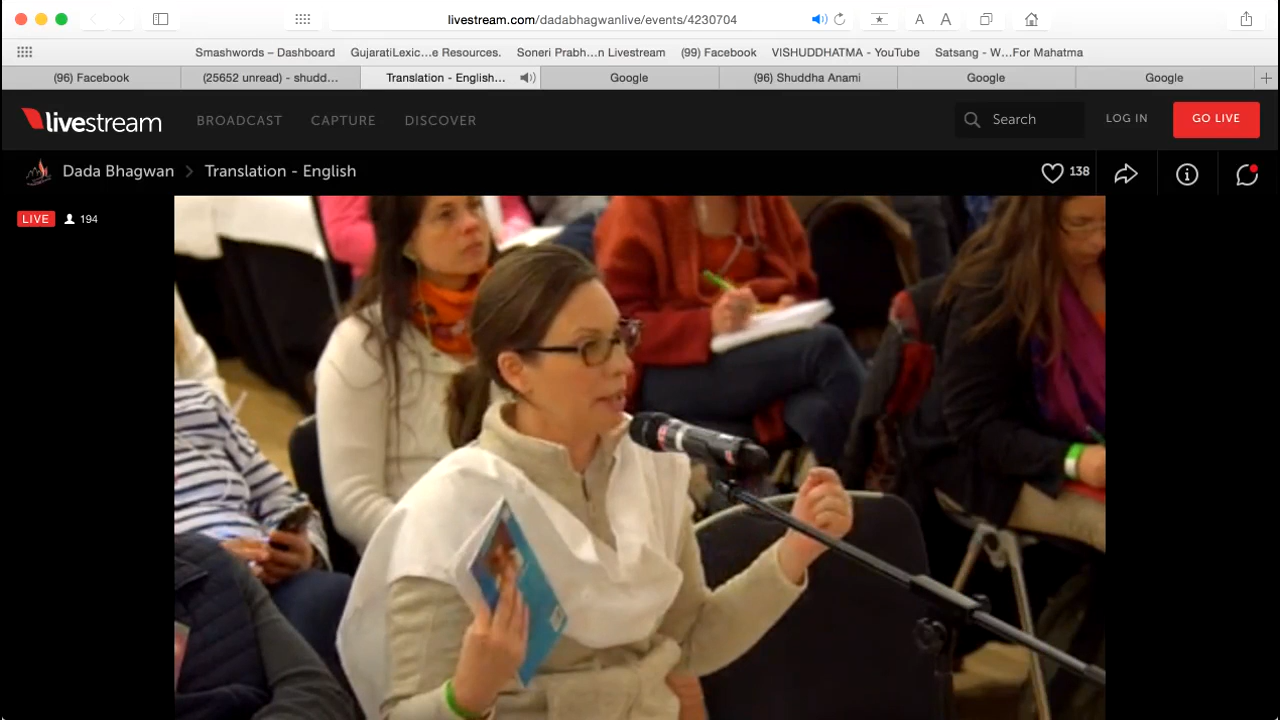 livestream.com/dadabhagwanlive/events/4230704
A A
Smashwords – Dashboard GujaratiLexic...e Resources. Soneri Prabh...n Livestream (99) Facebook VISHUDDHATMA - YouTube Satsang - W...For Mahatma
(96) Facebook (25652 unread) - shudd... Translation - English... Google (96) Shuddha Anami Google Google
livestream BROADCAST CAPTURE DISCOVER Search LOG IN GO LIVE
Dada Bhagwan Translation - English 138
LIVE 194